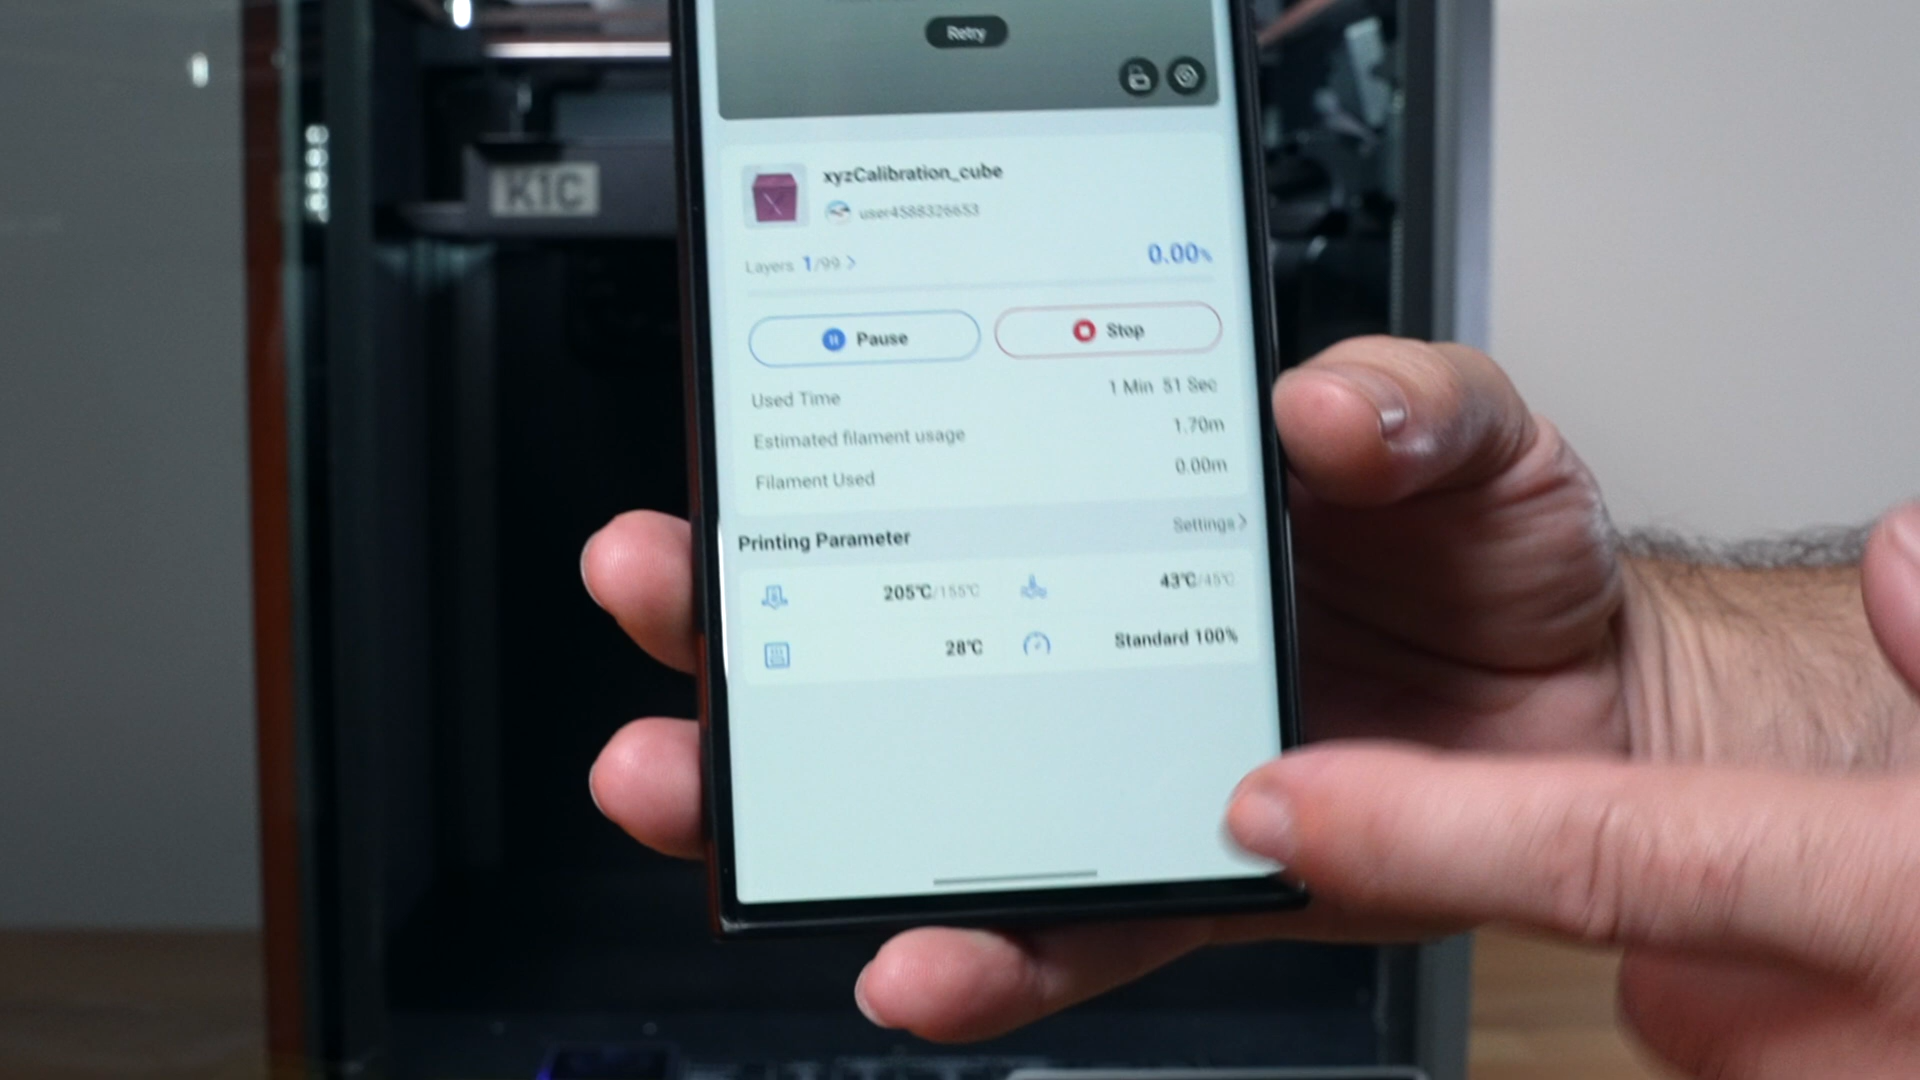 Retry
K1C
xyzCalibration_cube
user4588326653
Layers 1/99 >
0.00%
Pause
Stop
Used Time
1 Min 51 Sec
Estimated filament usage
1.70m
Filament Used
0.00m
Printing Parameter
Settings >
205℃/155℃
43℃/45℃
28℃
Standard 100%